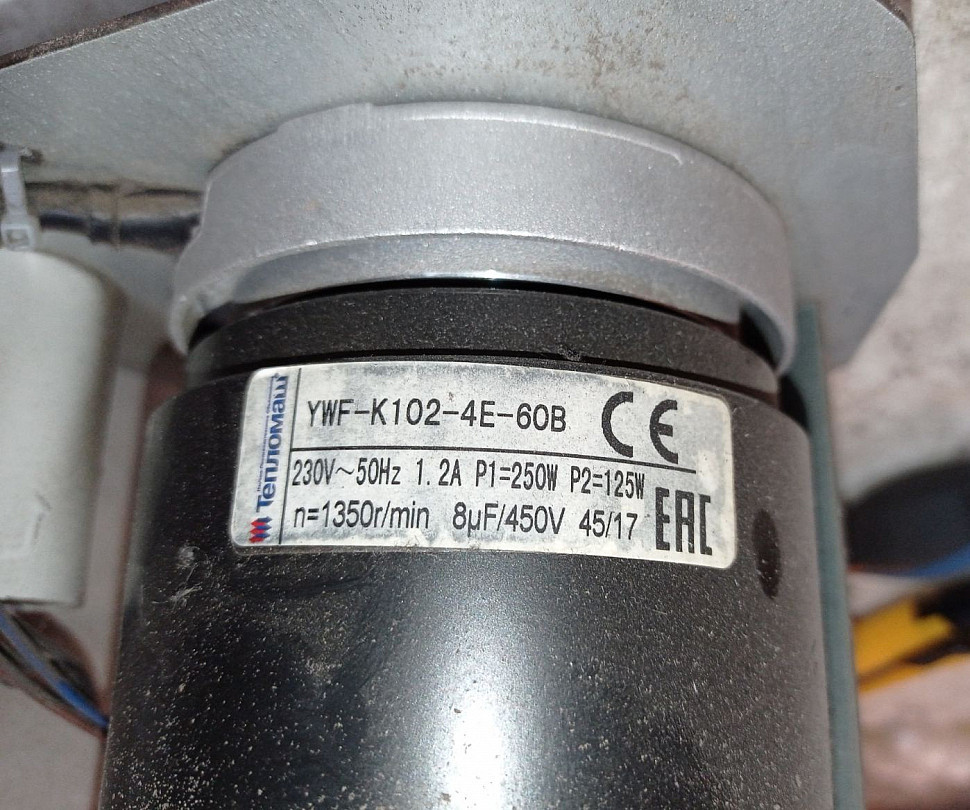 Тепломаш
YWF-K102-4E-60B CE
230V~50Hz 1.2A P1=250W P2=125W
n=1350r/min 8µF/450V 45/17 EAC